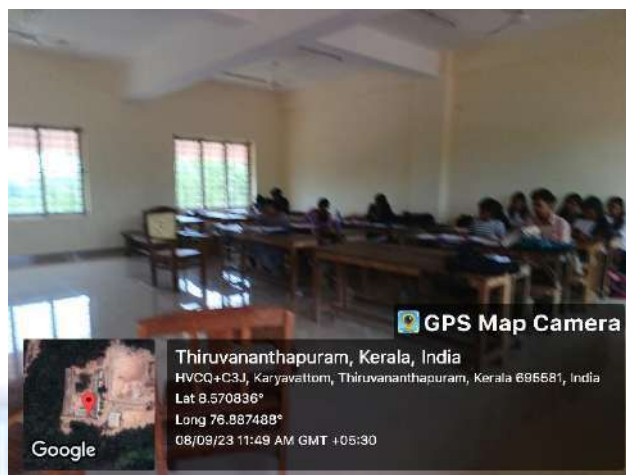 GPS Map Camera
Thiruvananthapuram, Kerala, India
HVCQ+C3J, Karyavattom, Thiruvananthapuram, Kerala 695581, India
Lat 8.570836°
Long 76.887488°
08/09/23 11:49 AM GMT +05:30
Google